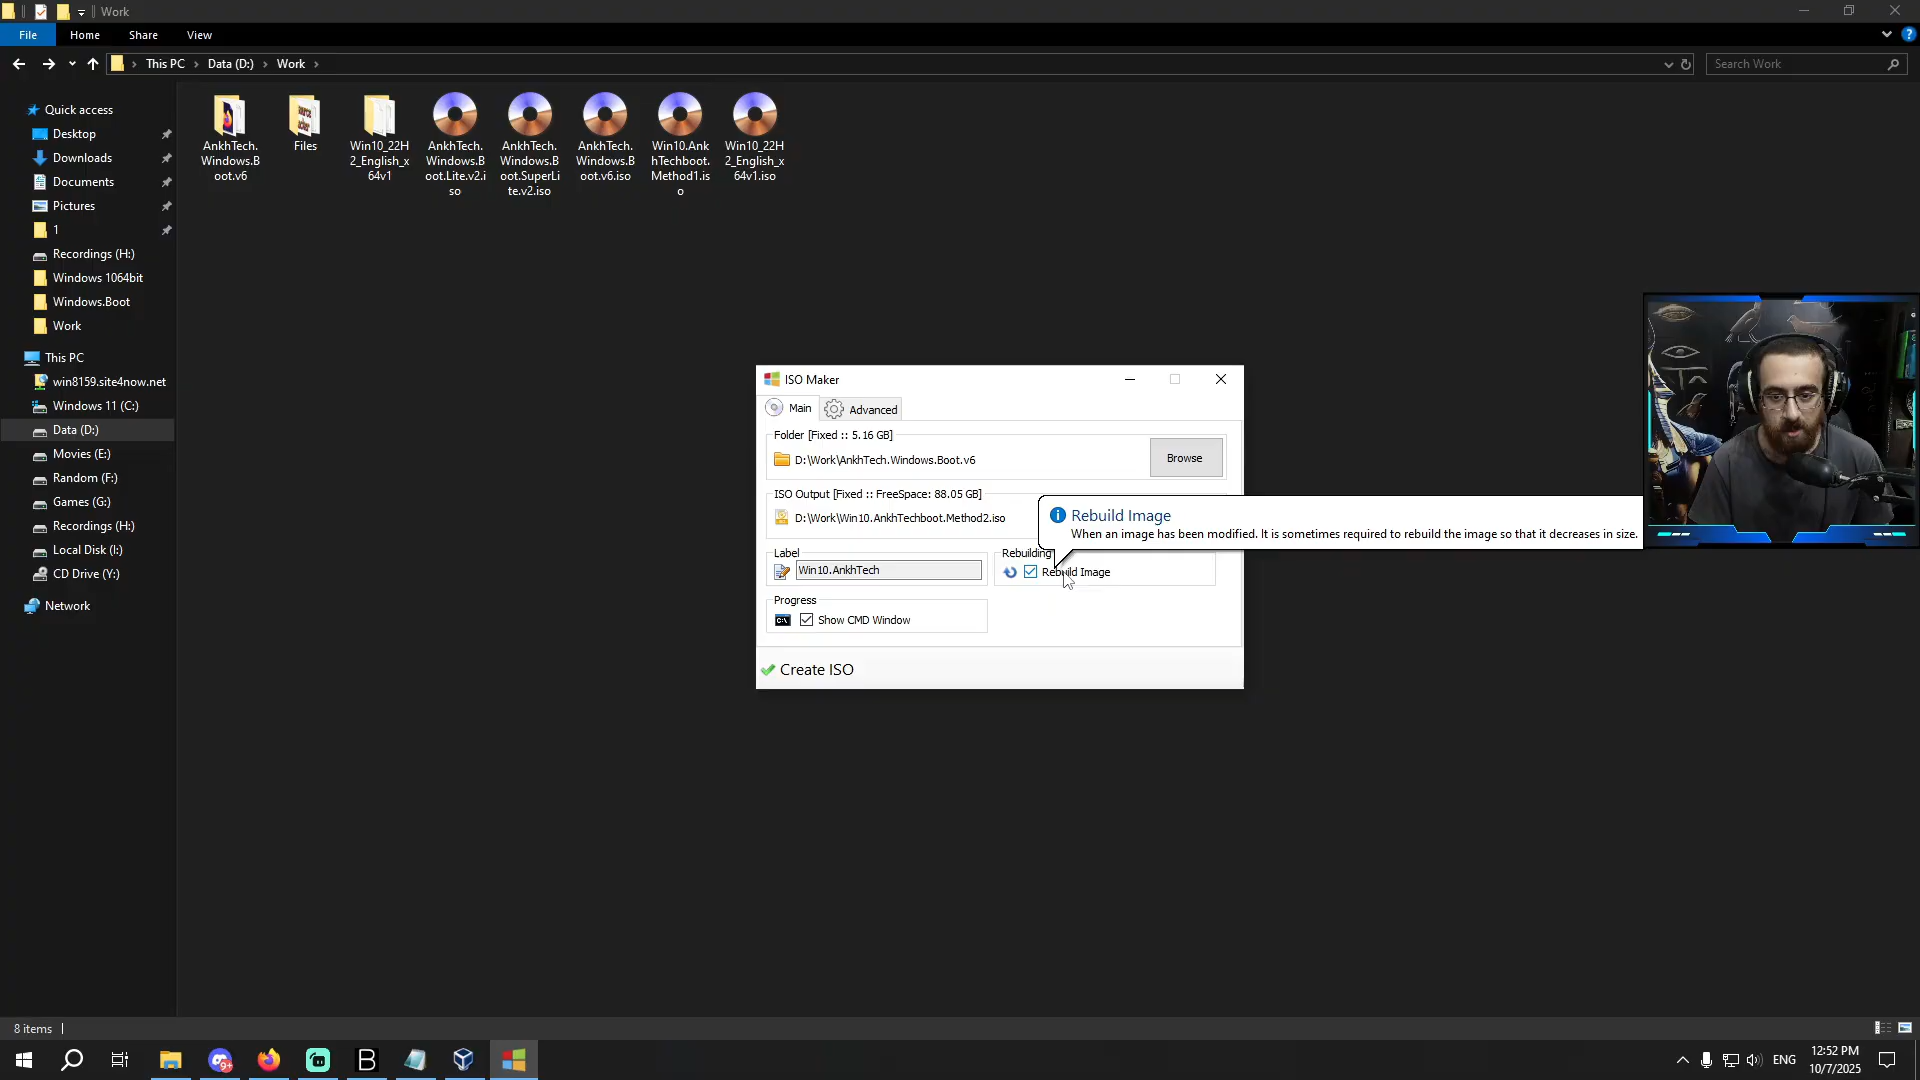 Work
File
Home
Share
View
This PC
Data (D:)
Work
Search Work
Quick access
Desktop
Downloads
Documents
Pictures
1
Recordings (H:)
Windows 1064bit
Windows.Boot
Work
This PC
win8159.site4now.net
Windows 11 (C:)
Data (D:)
Movies (E:)
Random (F:)
Games (G:)
Recordings (H:)
Local Disk (I:)
CD Drive (Y:)
Network
AnkhTech.
Windows.B
oot.v6
Files
Win10_22H
2_English_x
64v1
AnkhTech.
Windows.B
oot.Lite.v2.i
so
AnkhTech.
Windows.B
oot.SuperLi
te.v2.iso
AnkhTech.
Windows.B
oot.v6.iso
Win10.Ank
hTechboot.
Method1.is
o
Win10_22H
2_English_x
64v1.iso
ISO Maker
Main
Advanced
Folder [Fixed :: 5.16 GB]
D:\Work\AnkhTech.Windows.Boot.v6
Browse
ISO Output [Fixed :: FreeSpace: 88.05 GB]
D:\Work\Win10.AnkhTechboot.Method2.iso
Rebuild Image
When an image has been modified. It is sometimes required to rebuild the image so that it decreases in size.
Label
Win10.AnkhTech
Rebuilding
Rebuild Image
Progress
Show CMD Window
Create ISO
8 items
9+
B
ENG
12:52 PM
10/7/2025